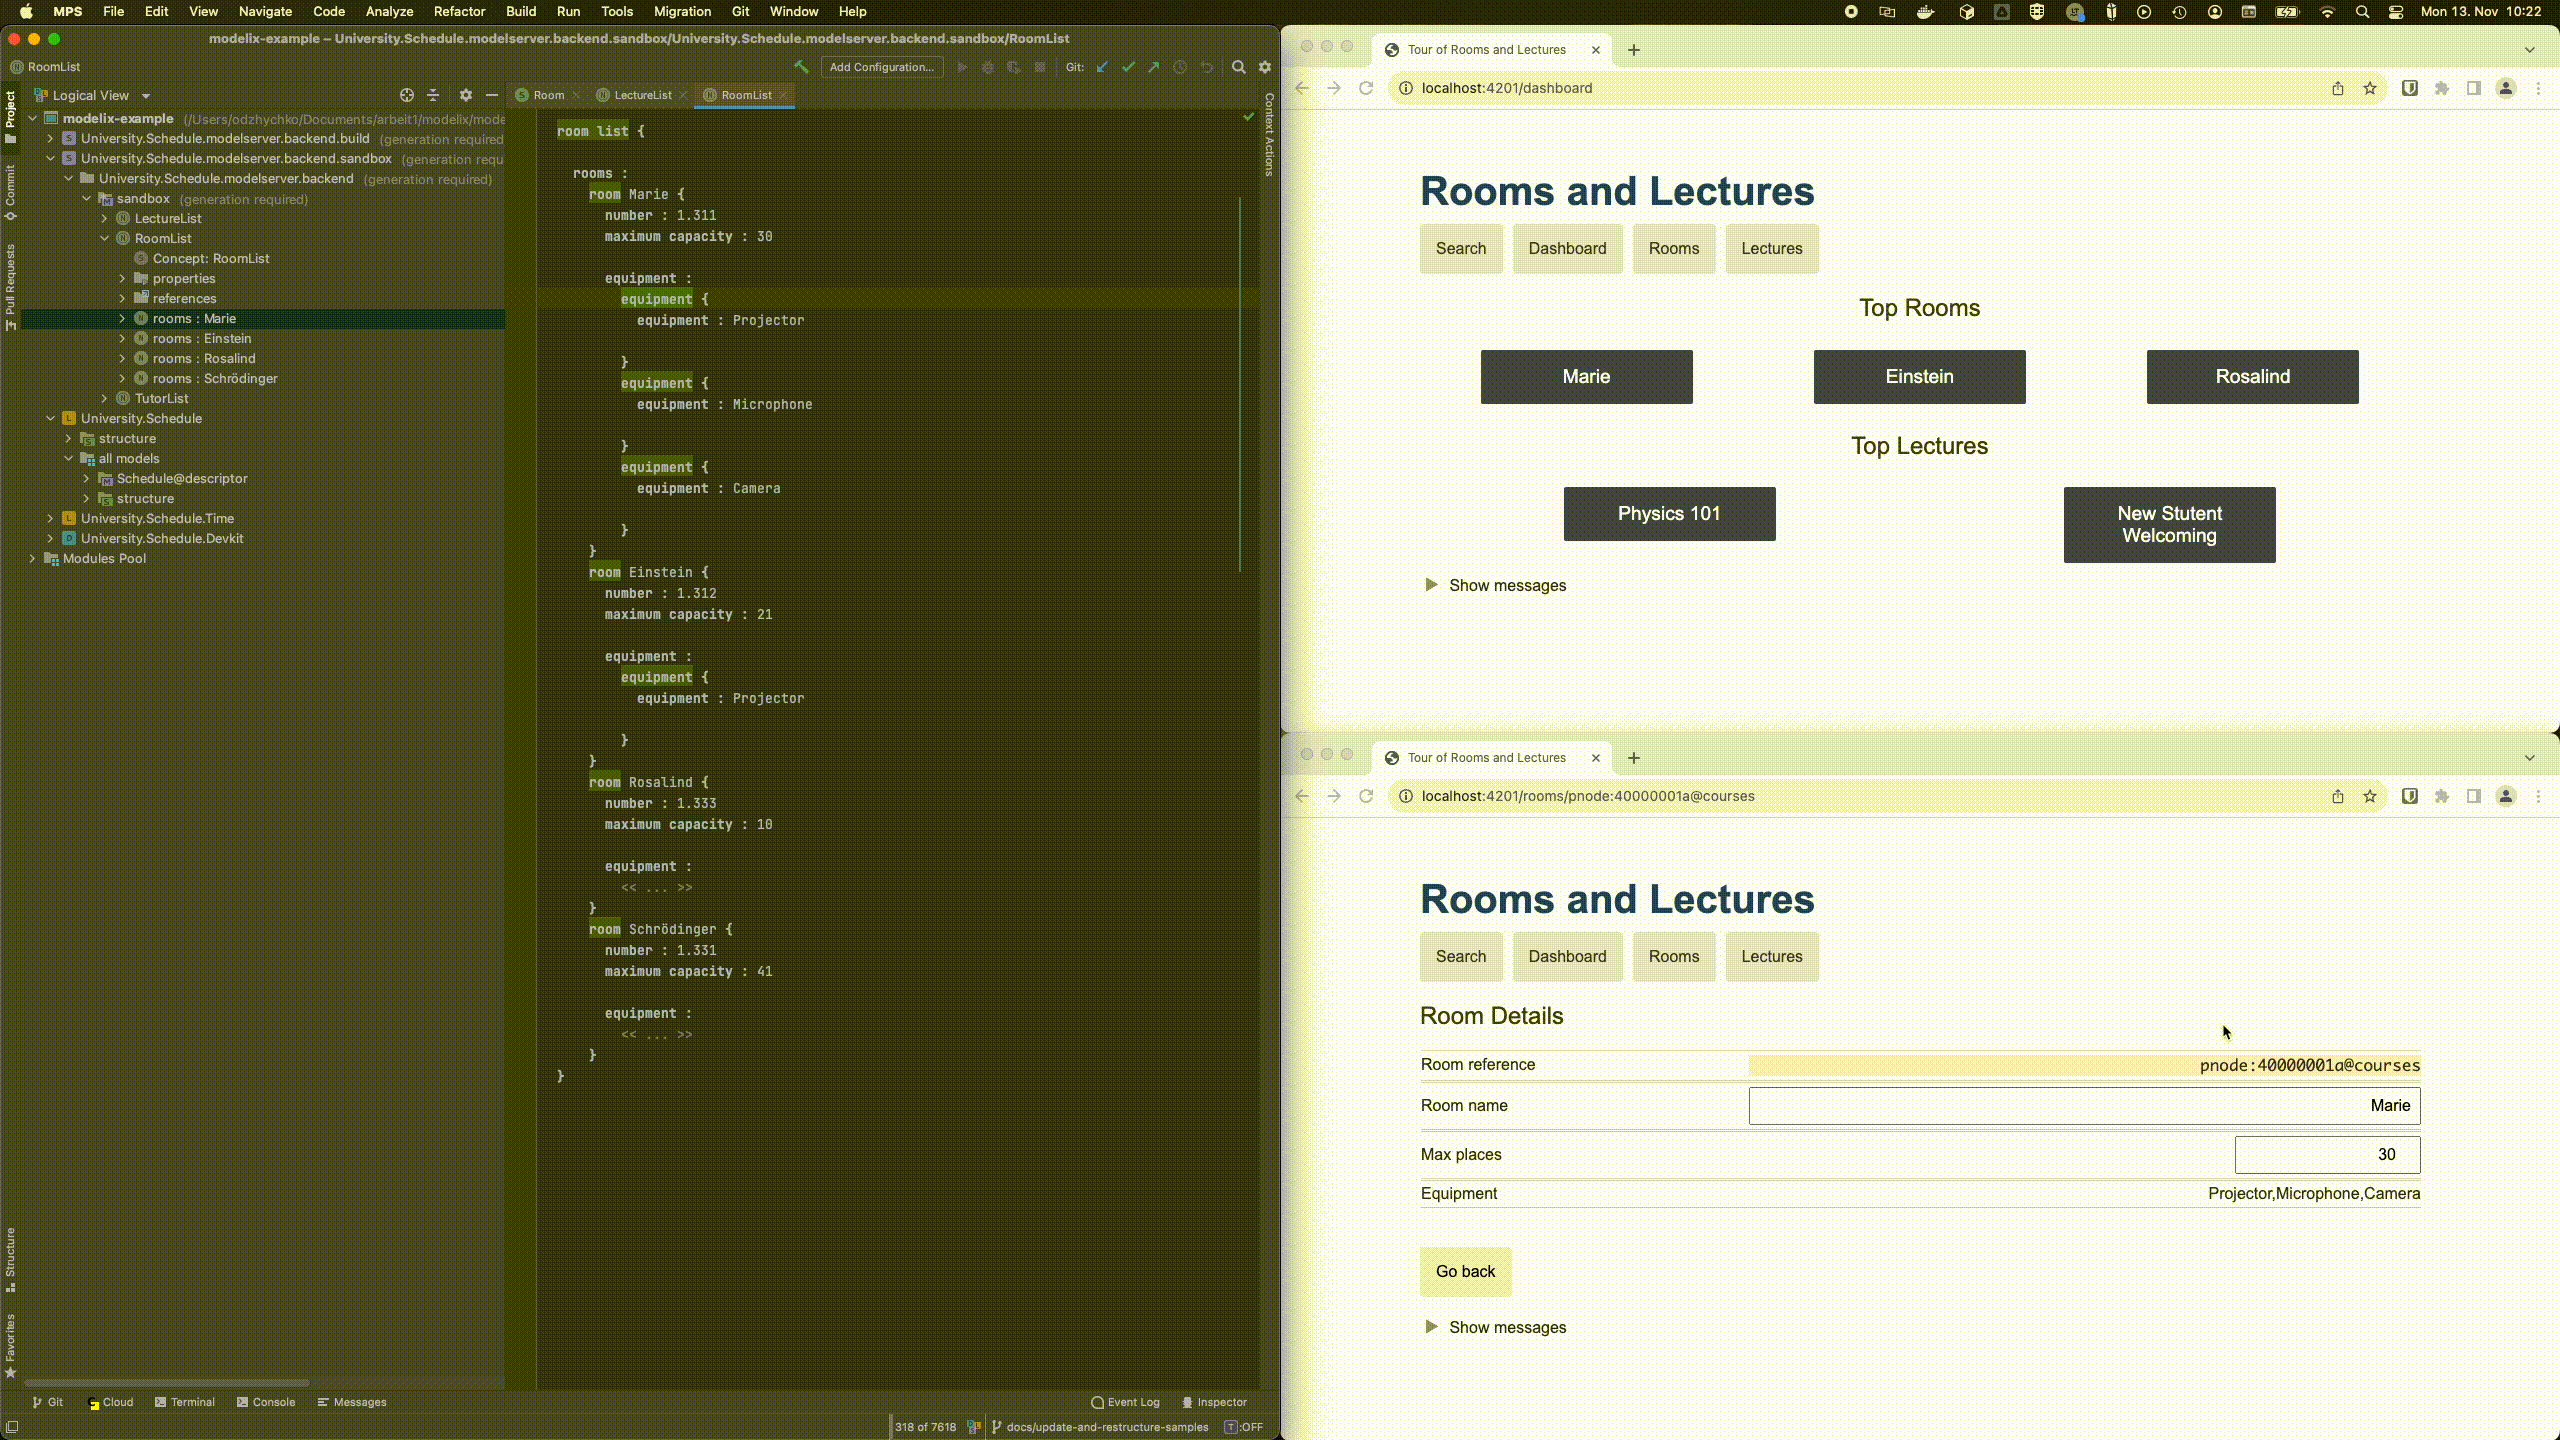 MPS File Edit View Navigate Code Analyze Refactor Build Run Tools Migration Git Window Help
Mon 13. Nov 10:22
modelix-example – University.Schedule.modelserver.backend.sandbox/University.Schedule.modelserver.backend.sandbox/RoomList
RoomList
Add Configuration...
Git:
Project
Commit
Pull Requests
Structure
Favorites
Logical View
modelix-example (/Users/odzhychko/Documents/arbeit1/modelix/mode
University.Schedule.modelserver.backend.build (generation required
University.Schedule.modelserver.backend.sandbox (generation requ
University.Schedule.modelserver.backend (generation required)
sandbox (generation required)
LectureList
RoomList
Concept: RoomList
properties
references
rooms : Marie
rooms : Einstein
rooms : Rosalind
rooms : Schrödinger
TutorList
University.Schedule
structure
all models
Schedule@descriptor
structure
University.Schedule.Time
University.Schedule.Devkit
Modules Pool
Room LectureList RoomList
Context Actions
room list {
rooms :
room Marie {
number : 1.311
maximum capacity : 30
equipment :
equipment {
equipment : Projector
}
equipment {
equipment : Microphone
}
equipment {
equipment : Camera
}
}
room Einstein {
number : 1.312
maximum capacity : 21
equipment :
equipment {
equipment : Projector
}
}
room Rosalind {
number : 1.333
maximum capacity : 10
equipment :
<< ... >>
}
room Schrödinger {
number : 1.331
maximum capacity : 41
equipment :
<< ... >>
}
}
Git Cloud Terminal Console Messages
Event Log Inspector
318 of 7618 docs/update-and-restructure-samples T:OFF
Tour of Rooms and Lectures
localhost:4201/dashboard
Rooms and Lectures
Search Dashboard Rooms Lectures
Top Rooms
Marie Einstein Rosalind
Top Lectures
Physics 101
New Stutent
Welcoming
Show messages
Tour of Rooms and Lectures
localhost:4201/rooms/pnode:40000001a@courses
Rooms and Lectures
Search Dashboard Rooms Lectures
Room Details
Room reference pnode:40000001a@courses
Room name Marie
Max places 30
Equipment Projector,Microphone,Camera
Go back
Show messages